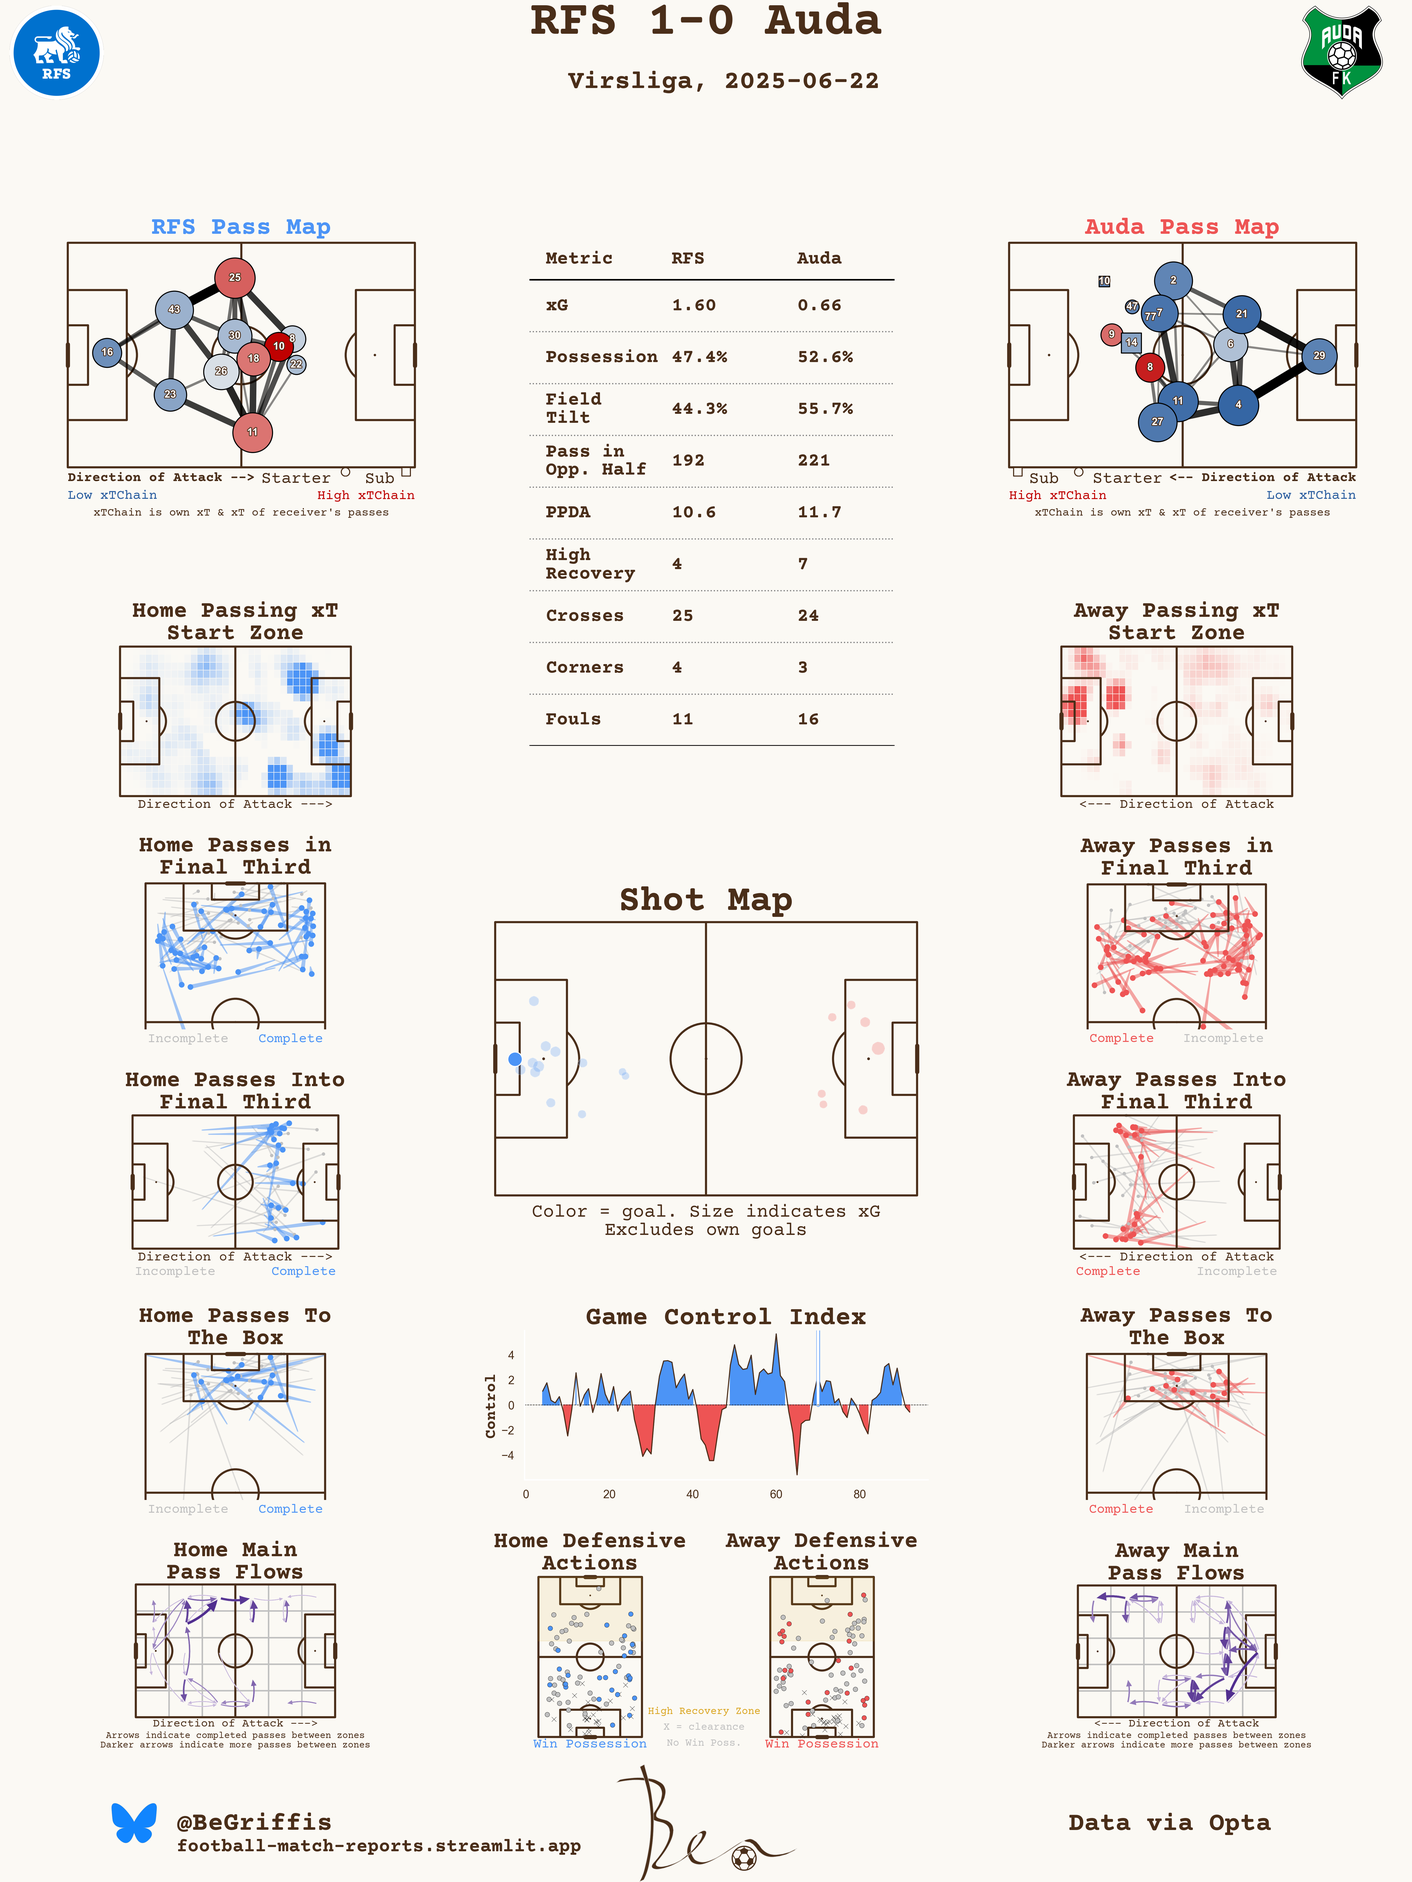 RFS 1-0 Auda
Virsliga, 2025-06-22
RFS
AUDA
FK
RFS Pass Map
25
43
16
30
8
10
18
22
26
23
11
Direction of Attack --> Starter Sub
Low xTChain High xTChain
xTChain is own xT & xT of receiver's passes
Metric RFS Auda
xG 1.60 0.66
Possession 47.4% 52.6%
Field
Tilt 44.3% 55.7%
Pass in
Opp. Half 192 221
PPDA 10.6 11.7
High
Recovery 4 7
Crosses 25 24
Corners 4 3
Fouls 11 16
Auda Pass Map
10
2
47
77
7
21
9
14
6
29
8
11
4
27
Sub Starter <-- Direction of Attack
High xTChain Low xTChain
xTChain is own xT & xT of receiver's passes
Home Passing xT
Start Zone
Direction of Attack --->
Away Passing xT
Start Zone
<--- Direction of Attack
Home Passes in
Final Third
Incomplete Complete
Away Passes in
Final Third
Complete Incomplete
Shot Map
Color = goal. Size indicates xG
Excludes own goals
Home Passes Into
Final Third
Direction of Attack --->
Incomplete Complete
Away Passes Into
Final Third
<--- Direction of Attack
Complete Incomplete
Home Passes To
The Box
Incomplete Complete
Game Control Index
Control
4
2
0
−2
−4
0 20 40 60 80
Away Passes To
The Box
Complete Incomplete
Home Main
Pass Flows
Direction of Attack --->
Arrows indicate completed passes between zones
Darker arrows indicate more passes between zones
Home Defensive
Actions
Win Possession
High Recovery Zone
X = clearance
No Win Poss.
Away Defensive
Actions
Win Possession
Away Main
Pass Flows
<--- Direction of Attack
Arrows indicate completed passes between zones
Darker arrows indicate more passes between zones
@BeGriffis
football-match-reports.streamlit.app
Ben
Data via Opta